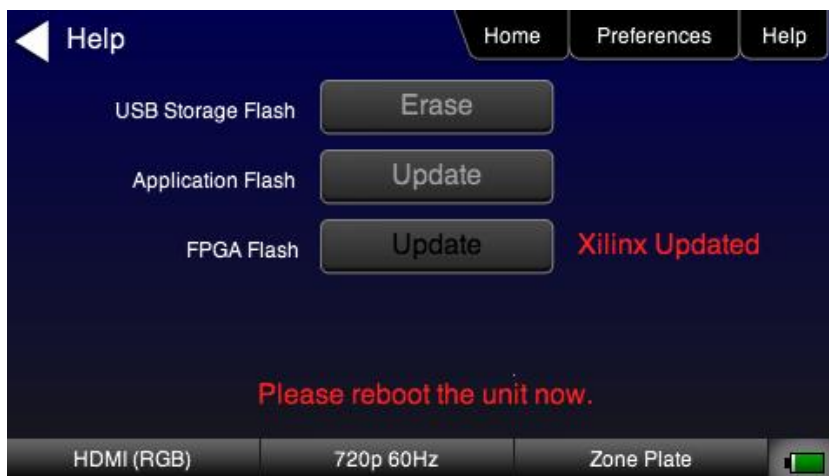 Help
Home
Preferences
Help
USB Storage Flash
Erase
Application Flash
Update
FPGA Flash
Update
Xilinx Updated
Please reboot the unit now.
HDMI (RGB)
720p 60Hz
Zone Plate